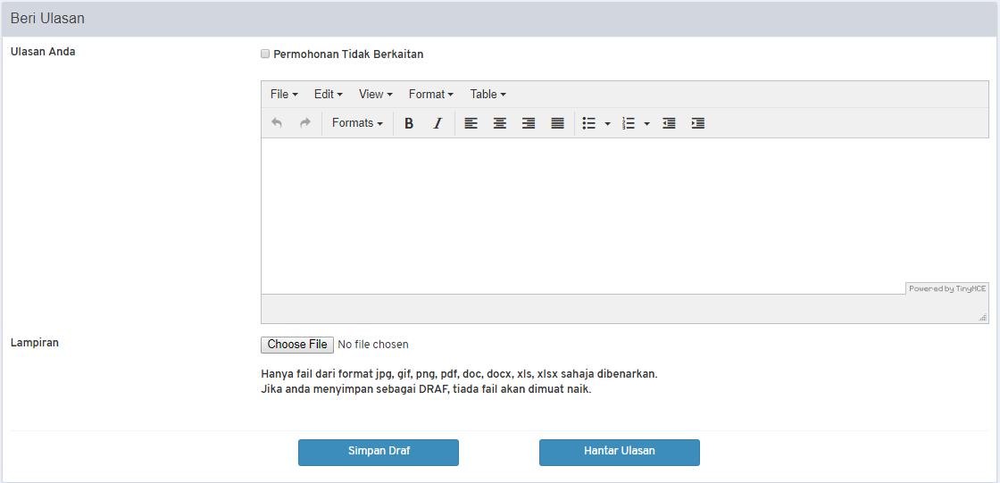 Beri Ulasan
Ulasan Anda
Permohonan Tidak Berkaitan
File Edit View Format Table
Formats B I
Powered by TinyMCE
Lampiran
Choose File No file chosen
Hanya fail dari format jpg, gif, png, pdf, doc, docx, xls, xlsx sahaja dibenarkan.
Jika anda menyimpan sebagai DRAF, tiada fail akan dimuat naik.
Simpan Draf Hantar Ulasan